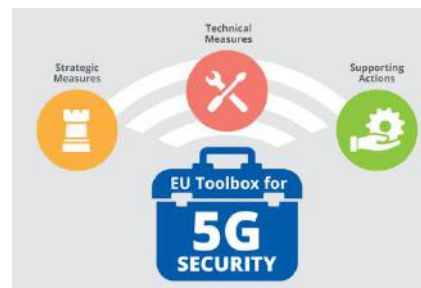 Technical
Measures
Strategic
Measures
Supporting
Actions
EU Toolbox for
5G
SECURITY